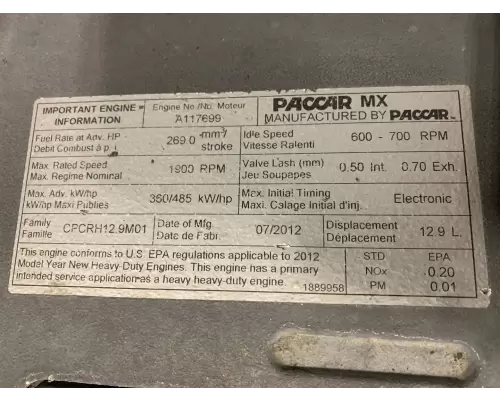 IMPORTANT ENGINE INFORMATION
Engine No./No. Moteur
A117699
PACCAR MX
MANUFACTURED BY PACCAR
Fuel Rate at Adv. HP
Debit Combust à p.i.
269.0 mm³/stroke
Idle Speed
Vitesse Ralenti
600 - 700 RPM
Max. Rated Speed
Max. Regime Nominal
1900 RPM
Valve Lash (mm)
Jeu Soupapes
0.50 Int. 0.70 Exh.
Max. Adv. kW/hp
kW/hp Maxi Publies
360/485 kW/hp
Mex. Initial Timing
Maxi. Calage Initial d'inj.
Electronic
Family
Famille
CPCRH12.9M01
Date of Mfg.
Date de Fabr.
07/2012
Displacement
Déplacement
12.9 L.
This engine conforms to U.S. EPA regulations applicable to 2012
Model Year New Heavy-Duty Engines. This engine has a primary
intended service application as a heavy heavy-duty engine.
1889958
STD EPA
NOx 0.20
PM 0.01